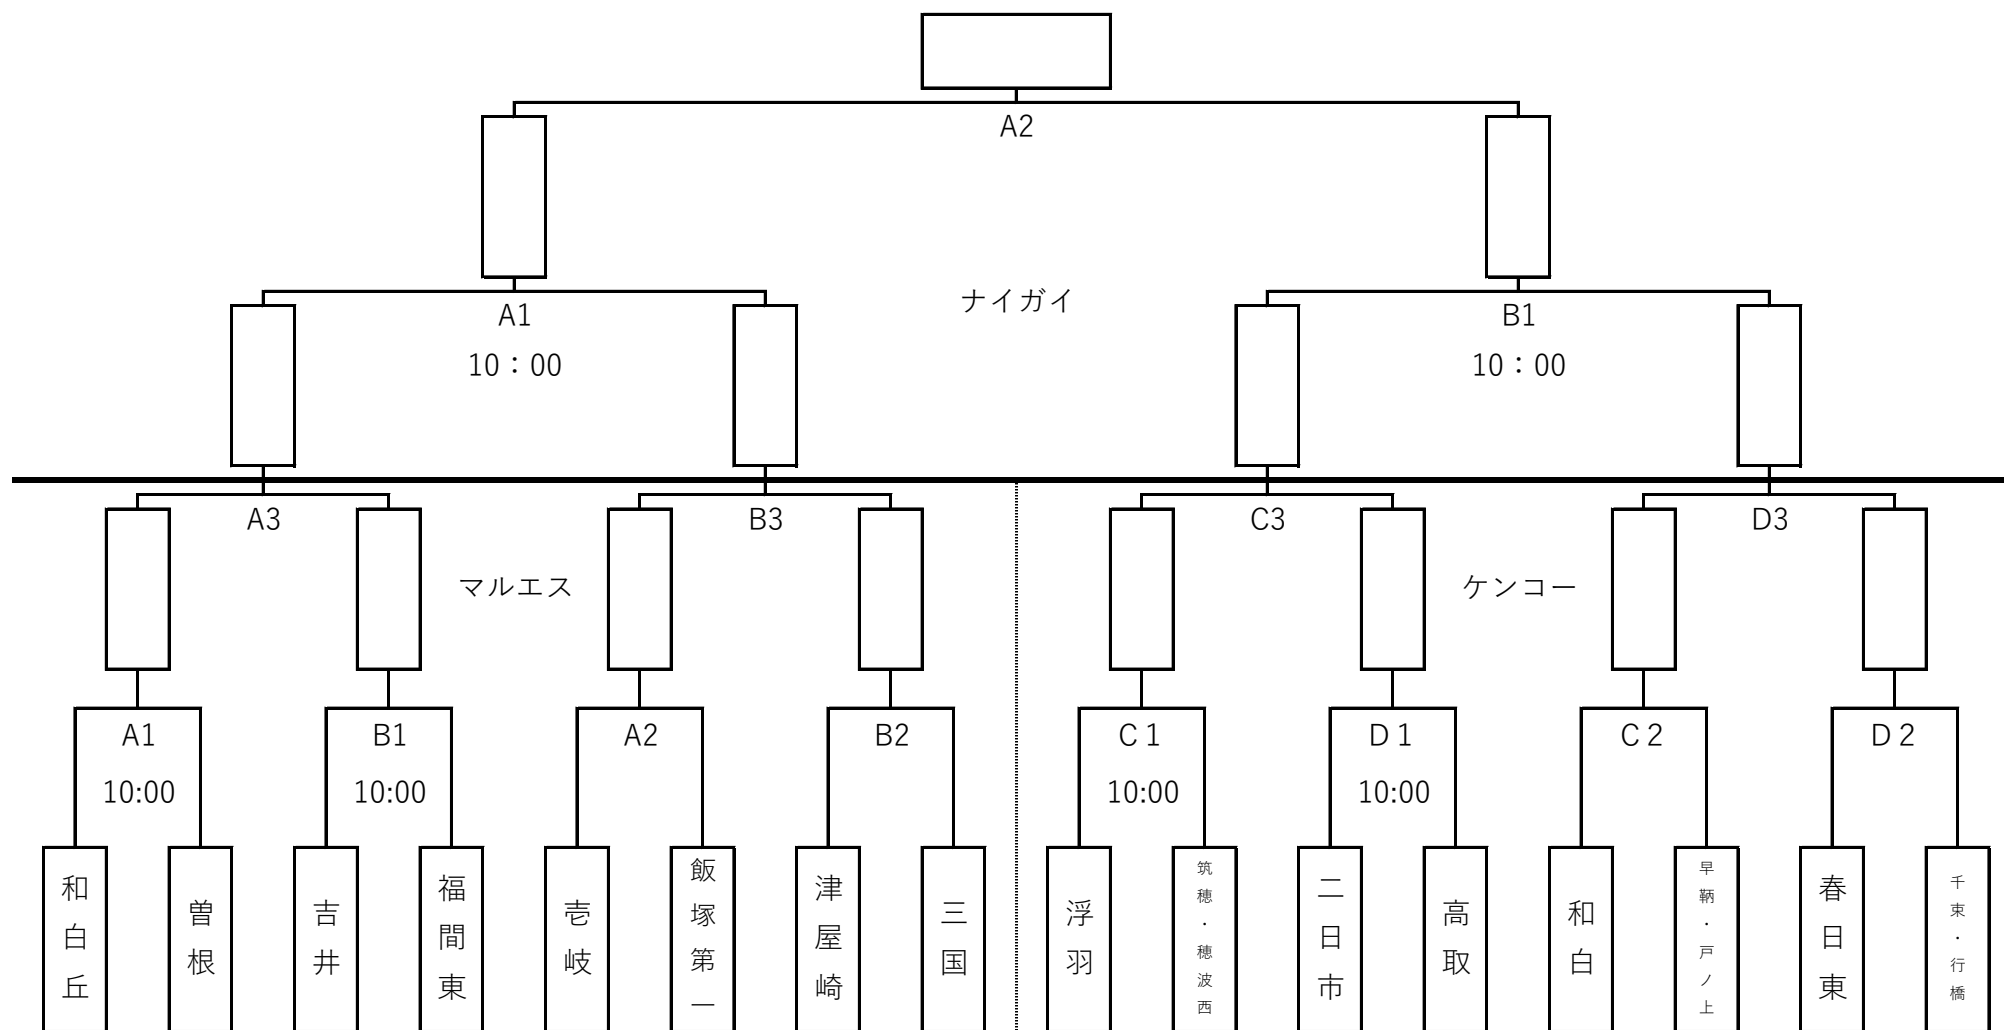 A2
ナイガイ
A1
10：00
B1
10：00
A3
B3
C3
D3
マルエス
ケンコー
A1
10:00
B1
10:00
A2
B2
C１
10:00
D１
10:00
C２
D２
和白丘
曽根
吉井
福間東
壱岐
飯塚第一
津屋崎
三国
浮羽
筑穂・穂波西
二日市
高取
和白
早鞆・戸ノ上
春日東
千束・行橋